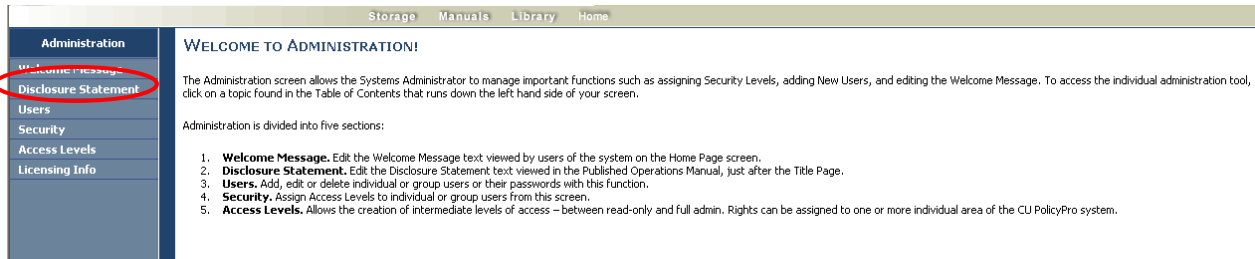 Storage Manuals Library Home
Administration
Welcome Message
Disclosure Statement
Users
Security
Access Levels
Licensing Info
WELCOME TO ADMINISTRATION!
The Administration screen allows the Systems Administrator to manage important functions such as assigning Security Levels, adding New Users, and editing the Welcome Message. To access the individual administration tool,
click on a topic found in the Table of Contents that runs down the left hand side of your screen.
Administration is divided into five sections:
1. Welcome Message. Edit the Welcome Message text viewed by users of the system on the Home Page screen.
2. Disclosure Statement. Edit the Disclosure Statement text viewed in the Published Operations Manual, just after the Title Page.
3. Users. Add, edit or delete individual or group users or their passwords with this function.
4. Security. Assign Access Levels to individual or group users from this screen.
5. Access Levels. Allows the creation of intermediate levels of access – between read-only and full admin. Rights can be assigned to one or more individual area of the CU PolicyPro system.